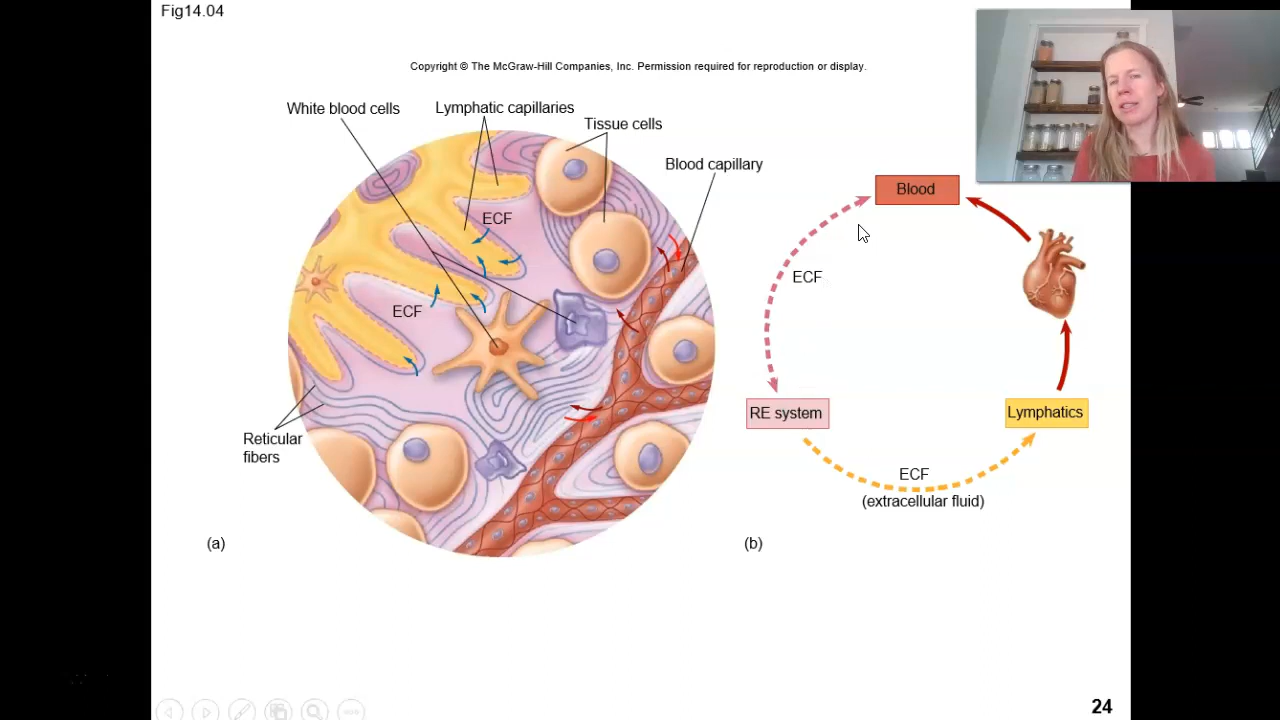 Fig14.04
Copyright © The McGraw-Hill Companies, Inc. Permission required for reproduction or display.
White blood cells
Lymphatic capillaries
Tissue cells
Blood capillary
ECF
ECF
Reticular
fibers
(a)
Blood
ECF
RE system
Lymphatics
ECF
(extracellular fluid)
(b)
24